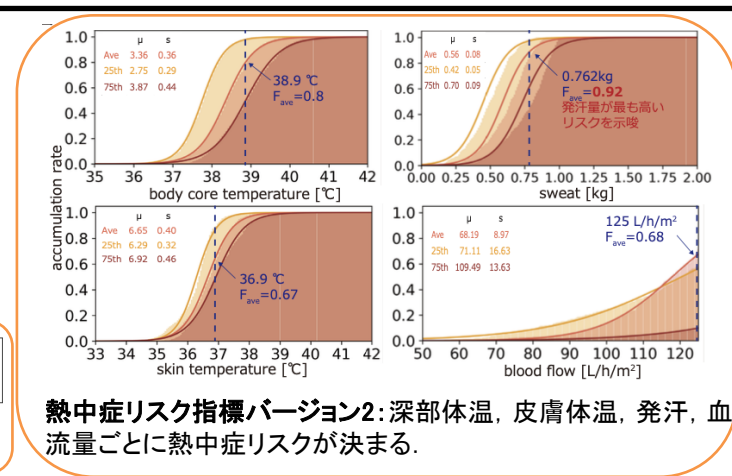 1.0
0.8
0.6
0.4
0.2
0.0
μ s
Ave 3.36 0.36
25th 2.75 0.29
75th 3.87 0.44
38.9 ℃
Fave=0.8
35 36 37 38 39 40 41 42
body core temperature [℃]
1.0
0.8
0.6
0.4
0.2
0.0
μ s
Ave 0.56 0.08
25th 0.42 0.05
75th 0.70 0.09
0.762kg
Fave=0.92
発汗量が最も高い
リスクを示唆
0.00 0.25 0.50 0.75 1.00 1.25 1.50 1.75 2.00
sweat [kg]
accumulation rate
1.0
0.8
0.6
0.4
0.2
0.0
μ s
Ave 6.65 0.40
25th 6.29 0.32
75th 6.92 0.46
36.9 ℃
Fave=0.67
33 34 35 36 37 38 39 40 41 42
skin temperature [℃]
1.0
0.8
0.6
0.4
0.2
0.0
μ s
Ave 68.19 8.97
25th 71.11 16.63
75th 109.49 13.63
125 L/h/m²
Fave=0.68
50 60 70 80 90 100 110 120
blood flow [L/h/m²]
熱中症リスク指標バージョン2：深部体温，皮膚体温，発汗，血
流量ごとに熱中症リスクが決まる．